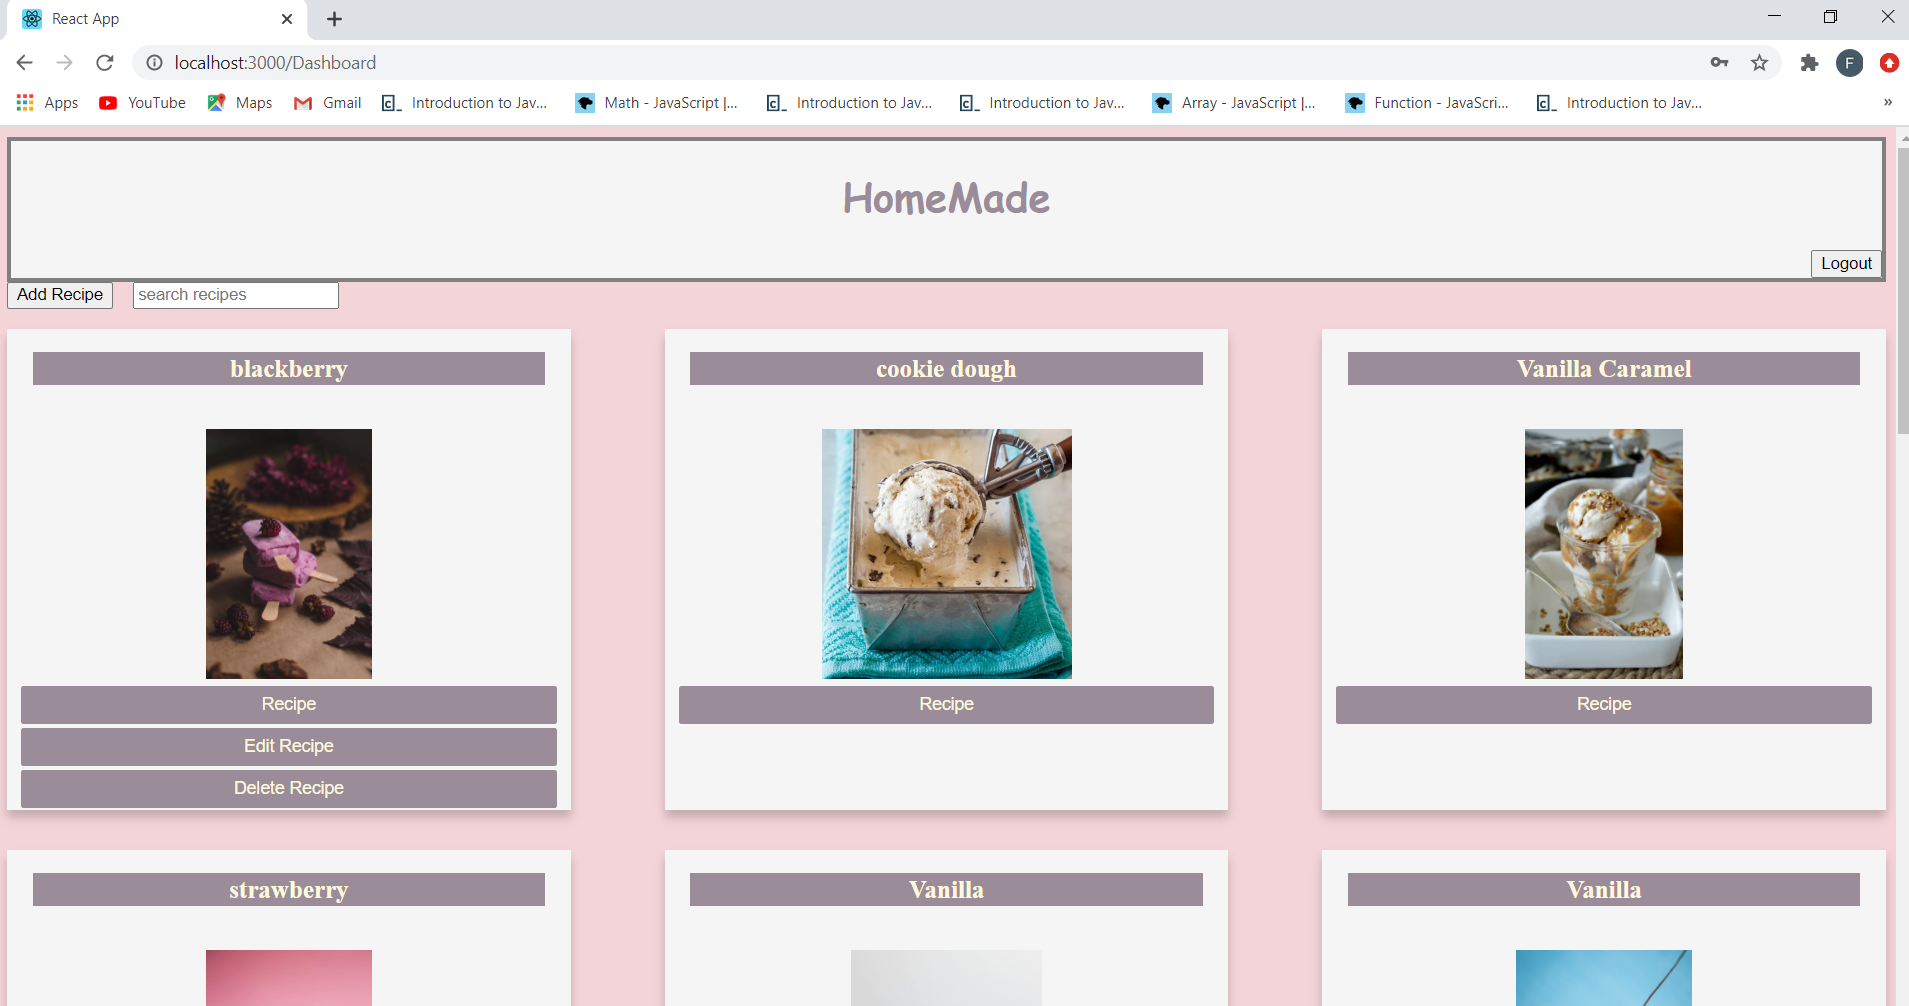 React App
localhost:3000/Dashboard
F
Apps YouTube Maps Gmail Introduction to Jav... Math - JavaScript |... Introduction to Jav... Introduction to Jav... Array - JavaScript |... Function - JavaScri... Introduction to Jav... »
HomeMade
Logout
Add Recipe search recipes
blackberry cookie dough Vanilla Caramel
Recipe Recipe Recipe
Edit Recipe
Delete Recipe
strawberry Vanilla Vanilla